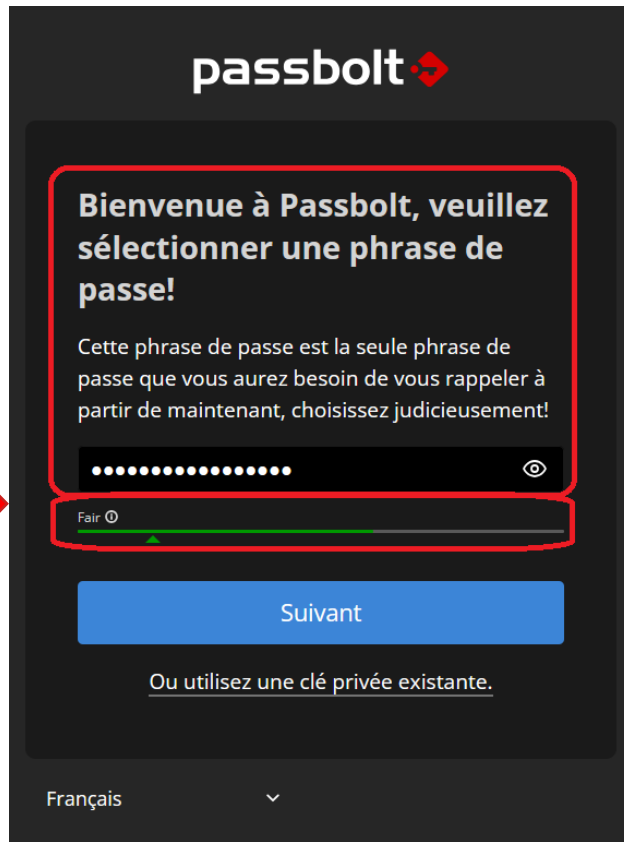 passbolt
Bienvenue à Passbolt, veuillez
sélectionner une phrase de
passe!
Cette phrase de passe est la seule phrase de
passe que vous aurez besoin de vous rappeler à
partir de maintenant, choisissez judicieusement!
Fair
Suivant
Ou utilisez une clé privée existante.
Français